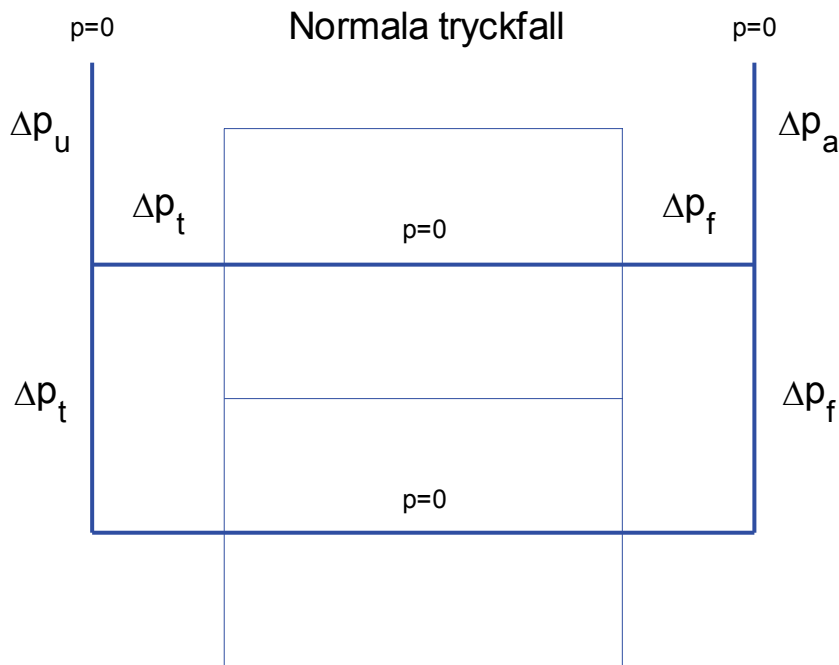 Normala tryckfall
p=0 p=0
Δp_u Δp_a
Δp_t Δp_f
p=0
Δp_t Δp_f
p=0